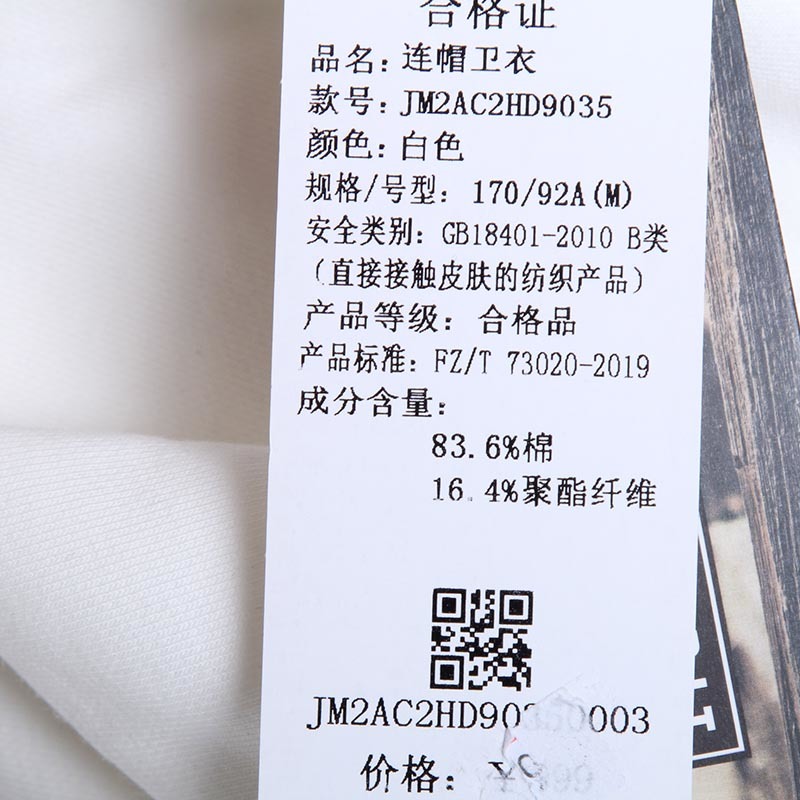 合格证
品名: 连帽卫衣
款号: JM2AC2HD9035
颜色: 白色
规格/号型: 170/92A(M)
安全类别: GB18401-2010 B类
(直接接触皮肤的纺织产品)
产品等级: 合格品
产品标准: FZ/T 73020-2019
成分含量:
83.6%棉
16.4%聚酯纤维
JM2AC2HD90350003
价格: